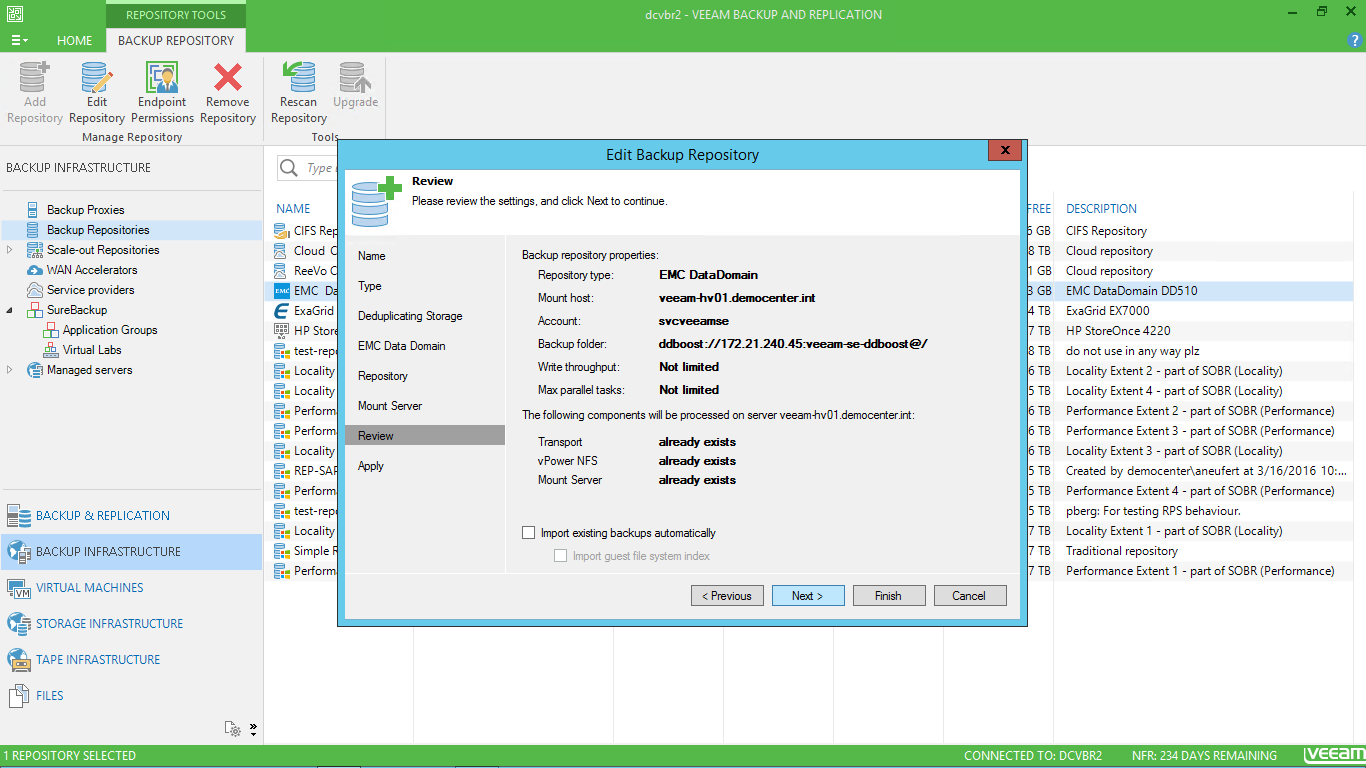 REPOSITORY TOOLS
dcvbr2 - VEEAM BACKUP AND REPLICATION
HOME
BACKUP REPOSITORY
Add Repository
Edit Repository
Endpoint Permissions
Remove Repository
Rescan Repository
Upgrade
Manage Repository
Tools
BACKUP INFRASTRUCTURE
Backup Proxies
Backup Repositories
Scale-out Repositories
WAN Accelerators
Service providers
SureBackup
Application Groups
Virtual Labs
Managed servers
BACKUP & REPLICATION
BACKUP INFRASTRUCTURE
VIRTUAL MACHINES
STORAGE INFRASTRUCTURE
TAPE INFRASTRUCTURE
FILES
Type
NAME
FREE
DESCRIPTION
CIFS Rep
6 GB
CIFS Repository
Cloud C
8 TB
Cloud repository
ReeVo C
1 GB
Cloud repository
EMC
EMC Da
3 GB
EMC DataDomain DD510
ExaGrid
4 TB
ExaGrid EX7000
HP Store
7 TB
HP StoreOnce 4220
test-repo
8 TB
do not use in any way plz
Locality
6 TB
Locality Extent 2 - part of SOBR (Locality)
Locality
5 TB
Locality Extent 4 - part of SOBR (Locality)
Performa
6 TB
Performance Extent 2 - part of SOBR (Performance)
Performa
6 TB
Performance Extent 3 - part of SOBR (Performance)
Locality
6 TB
Locality Extent 3 - part of SOBR (Locality)
REP-SAP
5 TB
Created by democenter\aneufert at 3/16/2016 10:...
Performa
5 TB
Performance Extent 4 - part of SOBR (Performance)
test-repo
5 TB
pberg: For testing RPS behaviour.
Locality
7 TB
Locality Extent 1 - part of SOBR (Locality)
Simple R
7 TB
Traditional repository
Performa
7 TB
Performance Extent 1 - part of SOBR (Performance)
Edit Backup Repository
X
Review
Please review the settings, and click Next to continue.
Name
Type
Deduplicating Storage
EMC Data Domain
Repository
Mount Server
Review
Apply
Backup repository properties:
Repository type: EMC DataDomain
Mount host: veeam-hv01.democenter.int
Account: svcveeamse
Backup folder: ddboost://172.21.240.45:veeam-se-ddboost@/
Write throughput: Not limited
Max parallel tasks: Not limited
The following components will be processed on server veeam-hv01.democenter.int:
Transport already exists
vPower NFS already exists
Mount Server already exists
Import existing backups automatically
Import guest file system index
< Previous
Next >
Finish
Cancel
1 REPOSITORY SELECTED
CONNECTED TO: DCVBR2
NFR: 234 DAYS REMAINING
veeam